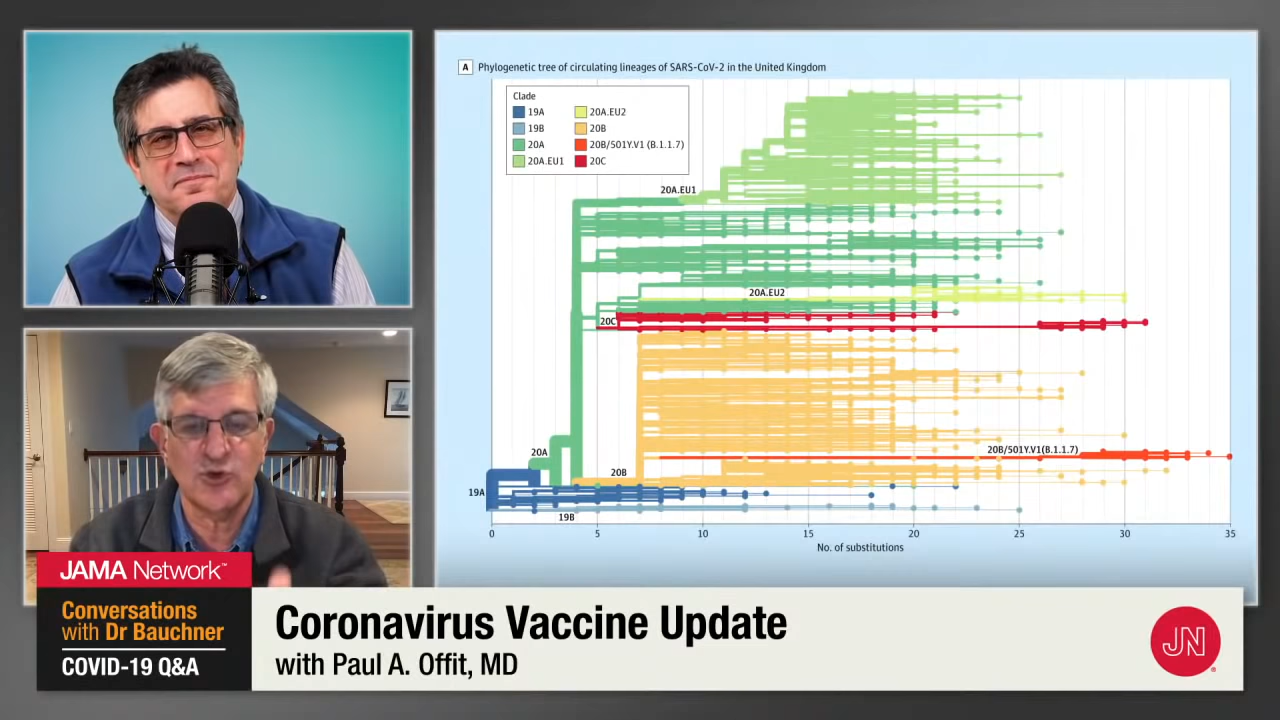 A Phylogenetic tree of circulating lineages of SARS-CoV-2 in the United Kingdom
Clade
19A
19B
20A
20A.EU1
20A.EU2
20B
20B/501Y.V1 (B.1.1.7)
20C
20A.EU1
20A.EU2
20C
20B/501Y.V1(B.1.1.7)
20A
20B
19A
19B
0 5 10 15 20 25 30 35
No. of substitutions
JAMA Network™
Conversations
with Dr Bauchner
COVID-19 Q&A
Coronavirus Vaccine Update
with Paul A. Offit, MD
JN